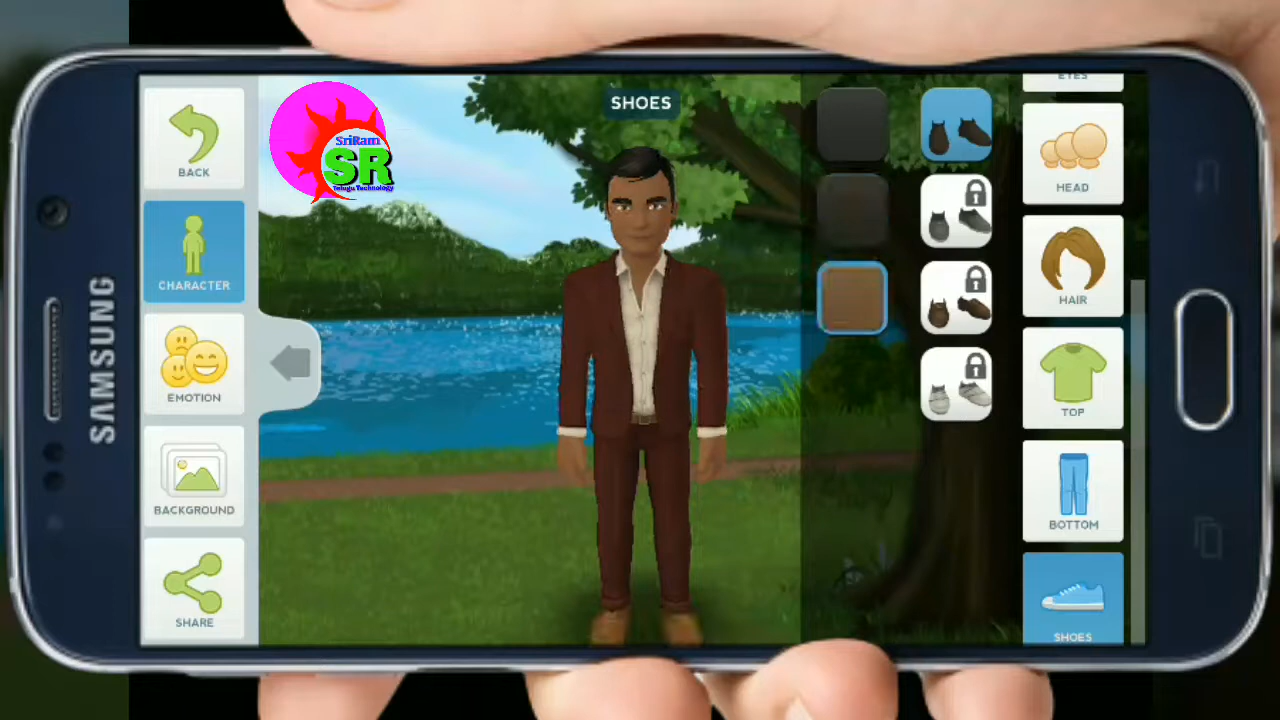 SAMSUNG
BACK
CHARACTER
EMOTION
BACKGROUND
SHARE
SriRam
SR
Telugu Technology
SHOES
EYES
HEAD
HAIR
TOP
BOTTOM
SHOES